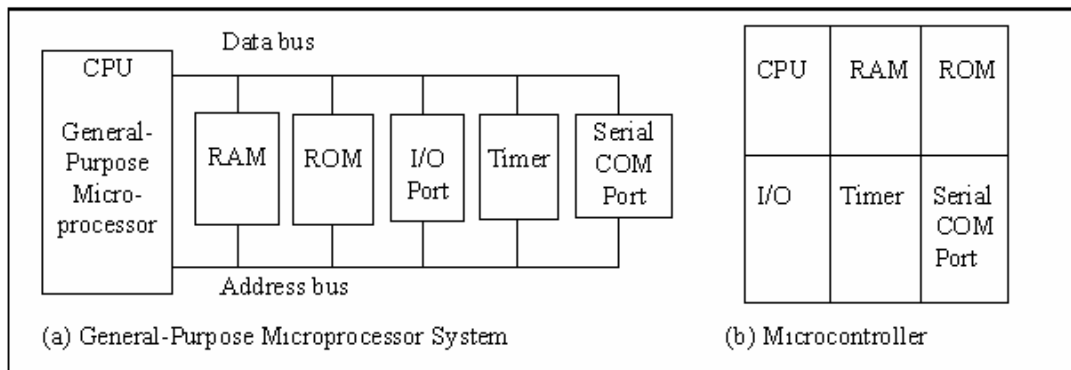 Data bus
CPU
General-
Purpose
Micro-
processor
RAM
ROM
I/O
Port
Timer
Serial
COM
Port
Address bus
(a) General-Purpose Microprocessor System
CPU
RAM
ROM
I/O
Timer
Serial
COM
Port
(b) Microcontroller